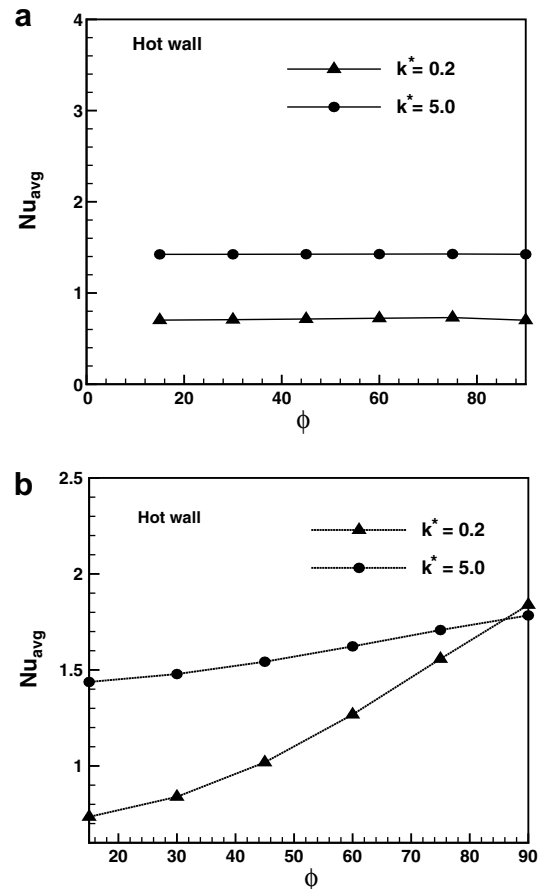 a
Hot wall
k* = 0.2
k* = 5.0
Nuavg
4
3
2
1
0
0 20 40 60 80
ϕ
b
Hot wall
k* = 0.2
k* = 5.0
Nuavg
2.5
2
1.5
1
20 30 40 50 60 70 80 90
ϕ